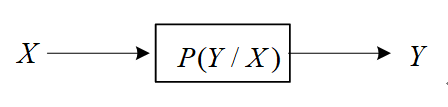 X P(Y / X) Y